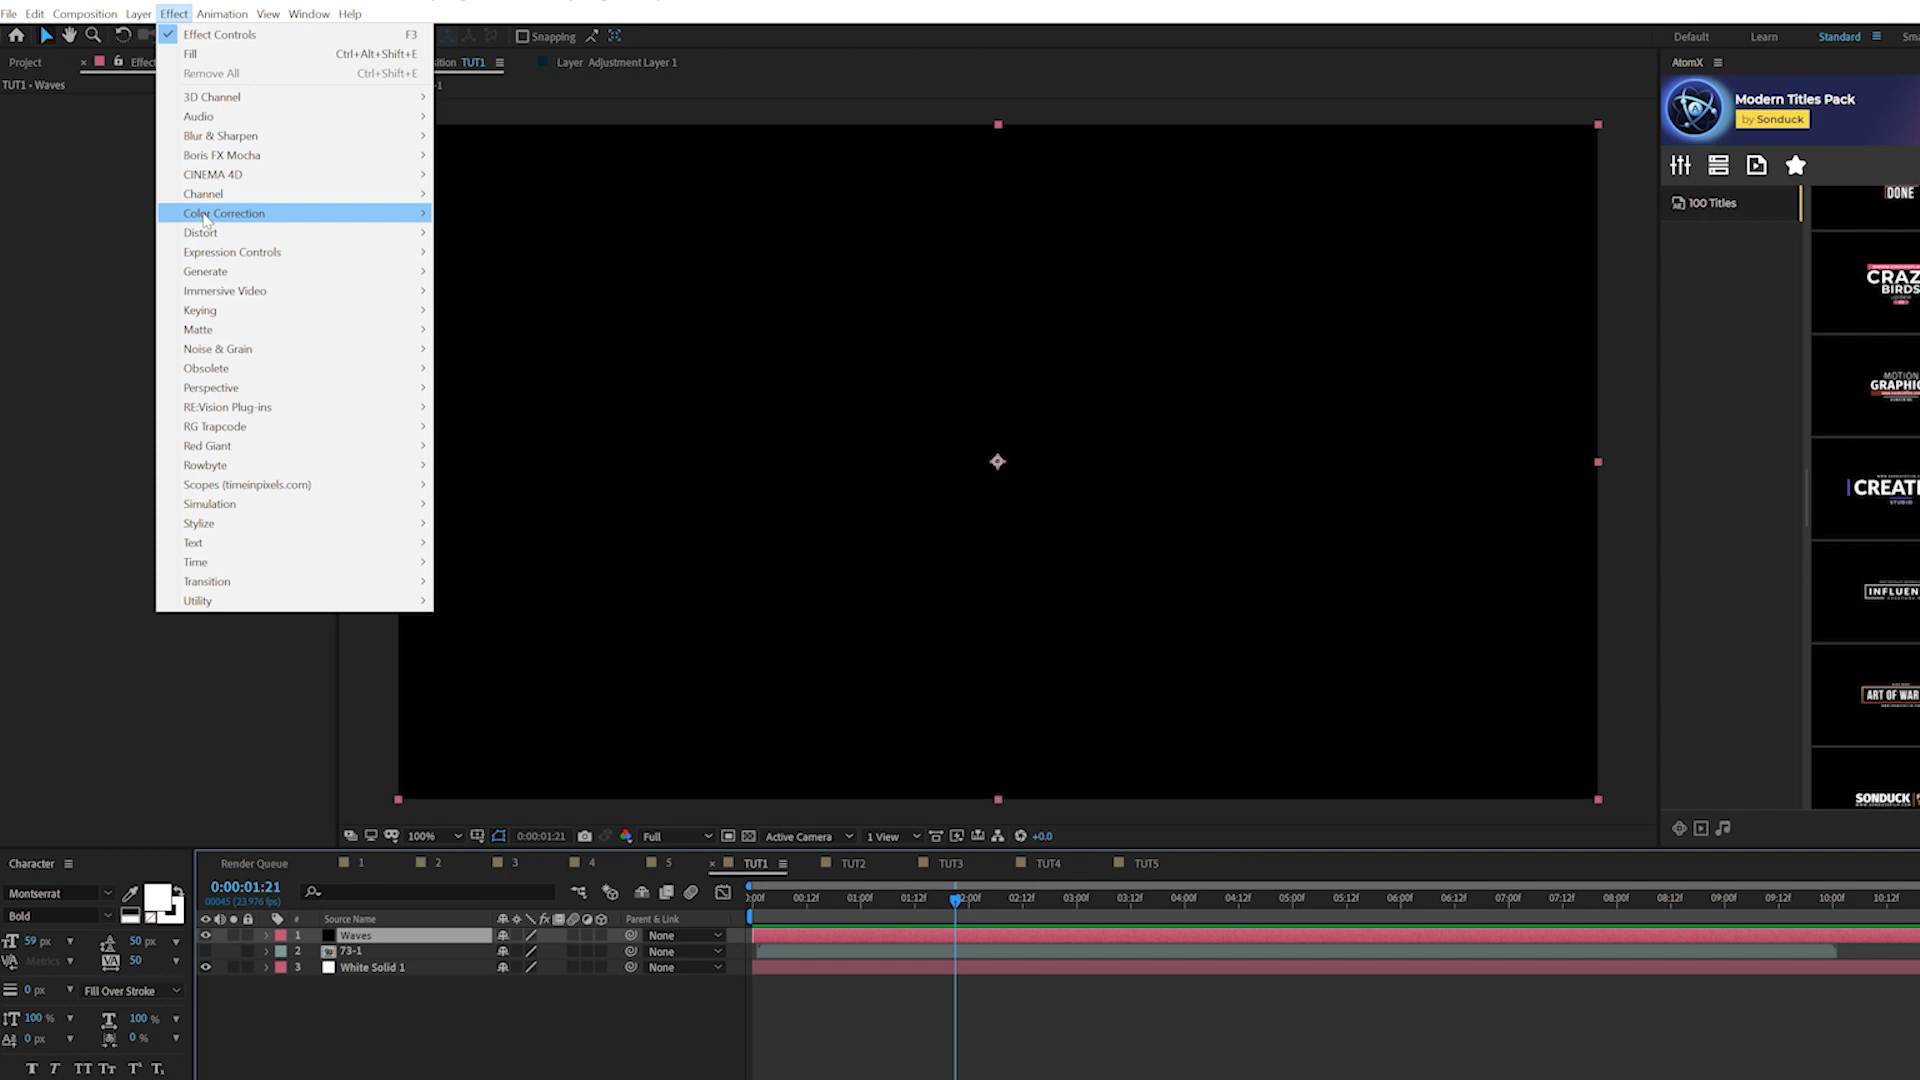 File Edit Composition Layer Effect Animation View Window Help
Snapping
Default Learn Standard
Project
TUT1
Layer Adjustment Layer 1
AtomX
TUT1 • Waves
Effect Controls F3
Fill Ctrl+Alt+Shift+E
Remove All Ctrl+Shift+E
3D Channel
Audio
Blur & Sharpen
Boris FX Mocha
CINEMA 4D
Channel
Color Correction
Distort
Expression Controls
Generate
Immersive Video
Keying
Matte
Noise & Grain
Obsolete
Perspective
RE:Vision Plug-ins
RG Trapcode
Red Giant
Rowbyte
Scopes (timeinpixels.com)
Simulation
Stylize
Text
Time
Transition
Utility
Modern Titles Pack
by Sonduck
100 Titles
DONE
CRAZ
BIRDS
MOTION
GRAPHIC
CREATI
STUDIO
INFLUEN
ART OF WAR
SONDUCK
100% 0:00:01:21 Full Active Camera 1 View +0.0
Character
Montserrat
Bold
59 px 50 px
Metrics 50
0 px Fill Over Stroke
100 % 100 %
0 px 0 %
T T TT Tt T T
Render Queue 1 2 3 4 5 TUT1 TUT2 TUT3 TUT4 TUT5
0:00:01:21
00045 (23.976 fps)
00:12f 01:00f 01:12f 02:00f 02:12f 03:00f 03:12f 04:00f 04:12f 05:00f 05:12f 06:00f 06:12f 07:00f 07:12f 08:00f 08:12f 09:00f 09:12f 10:00f 10:12f
# Source Name Parent & Link
1 Waves None
2 73-1 None
3 White Solid 1 None